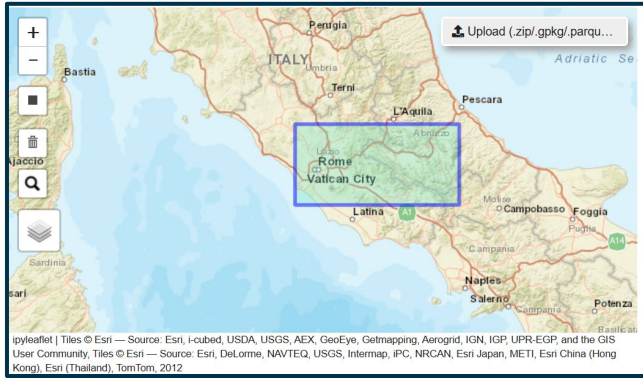 +
Perugia
Upload (.zip/.gpkg/.parqu…
ITALY
Adriatic Se
−
Umbria
Bastia
Terni
Pescara
L'Aquila
Abruzzo
Lazio
Ajaccio
Rome
Vatican City
Molise
Latina
A1
Campobasso
Foggia
Puglia
A14
Campania
Sardinia
Naples
sari
Salerno
Campania
Potenza
Basilicat
ipyleaflet | Tiles © Esri — Source: Esri, i-cubed, USDA, USGS, AEX, GeoEye, Getmapping, Aerogrid, IGN, IGP, UPR-EGP, and the GIS
User Community, Tiles © Esri — Source: Esri, DeLorme, NAVTEQ, USGS, Intermap, iPC, NRCAN, Esri Japan, METI, Esri China (Hong
Kong), Esri (Thailand), TomTom, 2012